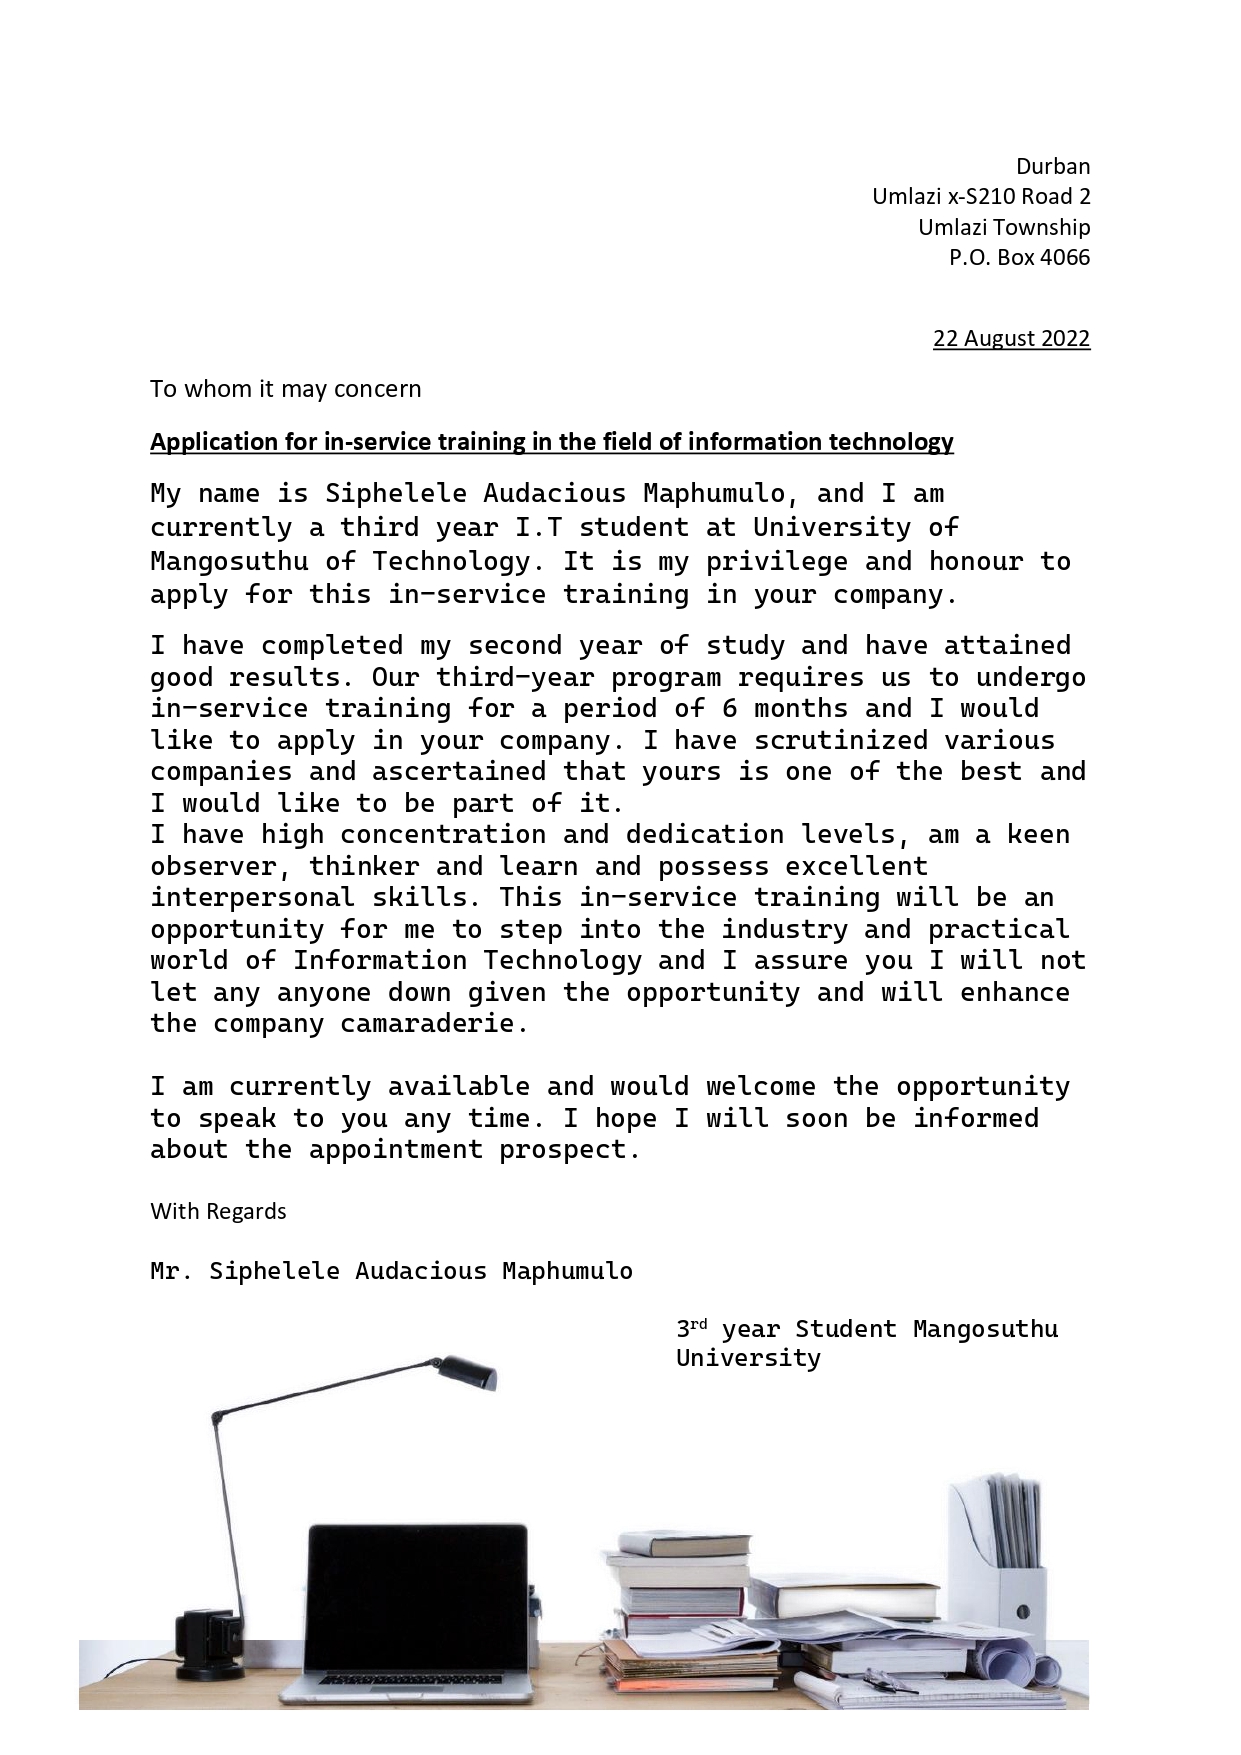 Durban
Umlazi x-S210 Road 2
Umlazi Township
P.O. Box 4066
22 August 2022
To whom it may concern
Application for in-service training in the field of information technology
My name is Siphelele Audacious Maphumulo, and I am
currently a third year I.T student at University of
Mangosuthu of Technology. It is my privilege and honour to
apply for this in-service training in your company.
I have completed my second year of study and have attained
good results. Our third-year program requires us to undergo
in-service training for a period of 6 months and I would
like to apply in your company. I have scrutinized various
companies and ascertained that yours is one of the best and
I would like to be part of it.
I have high concentration and dedication levels, am a keen
observer, thinker and learn and possess excellent
interpersonal skills. This in-service training will be an
opportunity for me to step into the industry and practical
world of Information Technology and I assure you I will not
let any anyone down given the opportunity and will enhance
the company camaraderie.
I am currently available and would welcome the opportunity
to speak to you any time. I hope I will soon be informed
about the appointment prospect.
With Regards
Mr. Siphelele Audacious Maphumulo
3rd year Student Mangosuthu
University